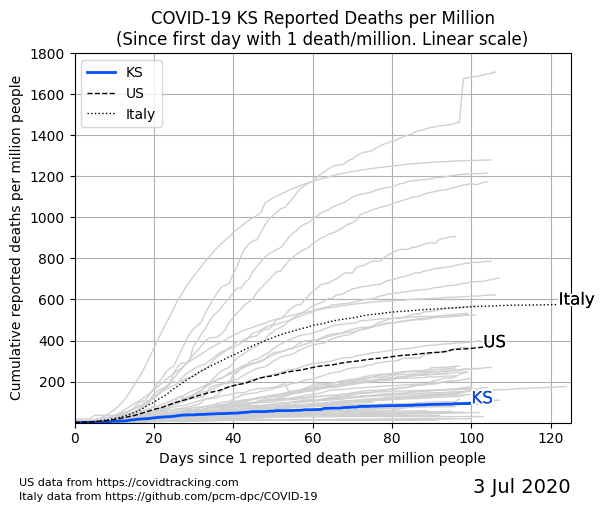 COVID-19 KS Reported Deaths per Million
(Since first day with 1 death/million. Linear scale)
Cumulative reported deaths per million people
1800
1600
1400
1200
1000
800
600
400
200
KS
US
Italy
Italy
US
KS
0
20
40
60
80
100
120
Days since 1 reported death per million people
US data from https://covidtracking.com
Italy data from https://github.com/pcm-dpc/COVID-19
3 Jul 2020